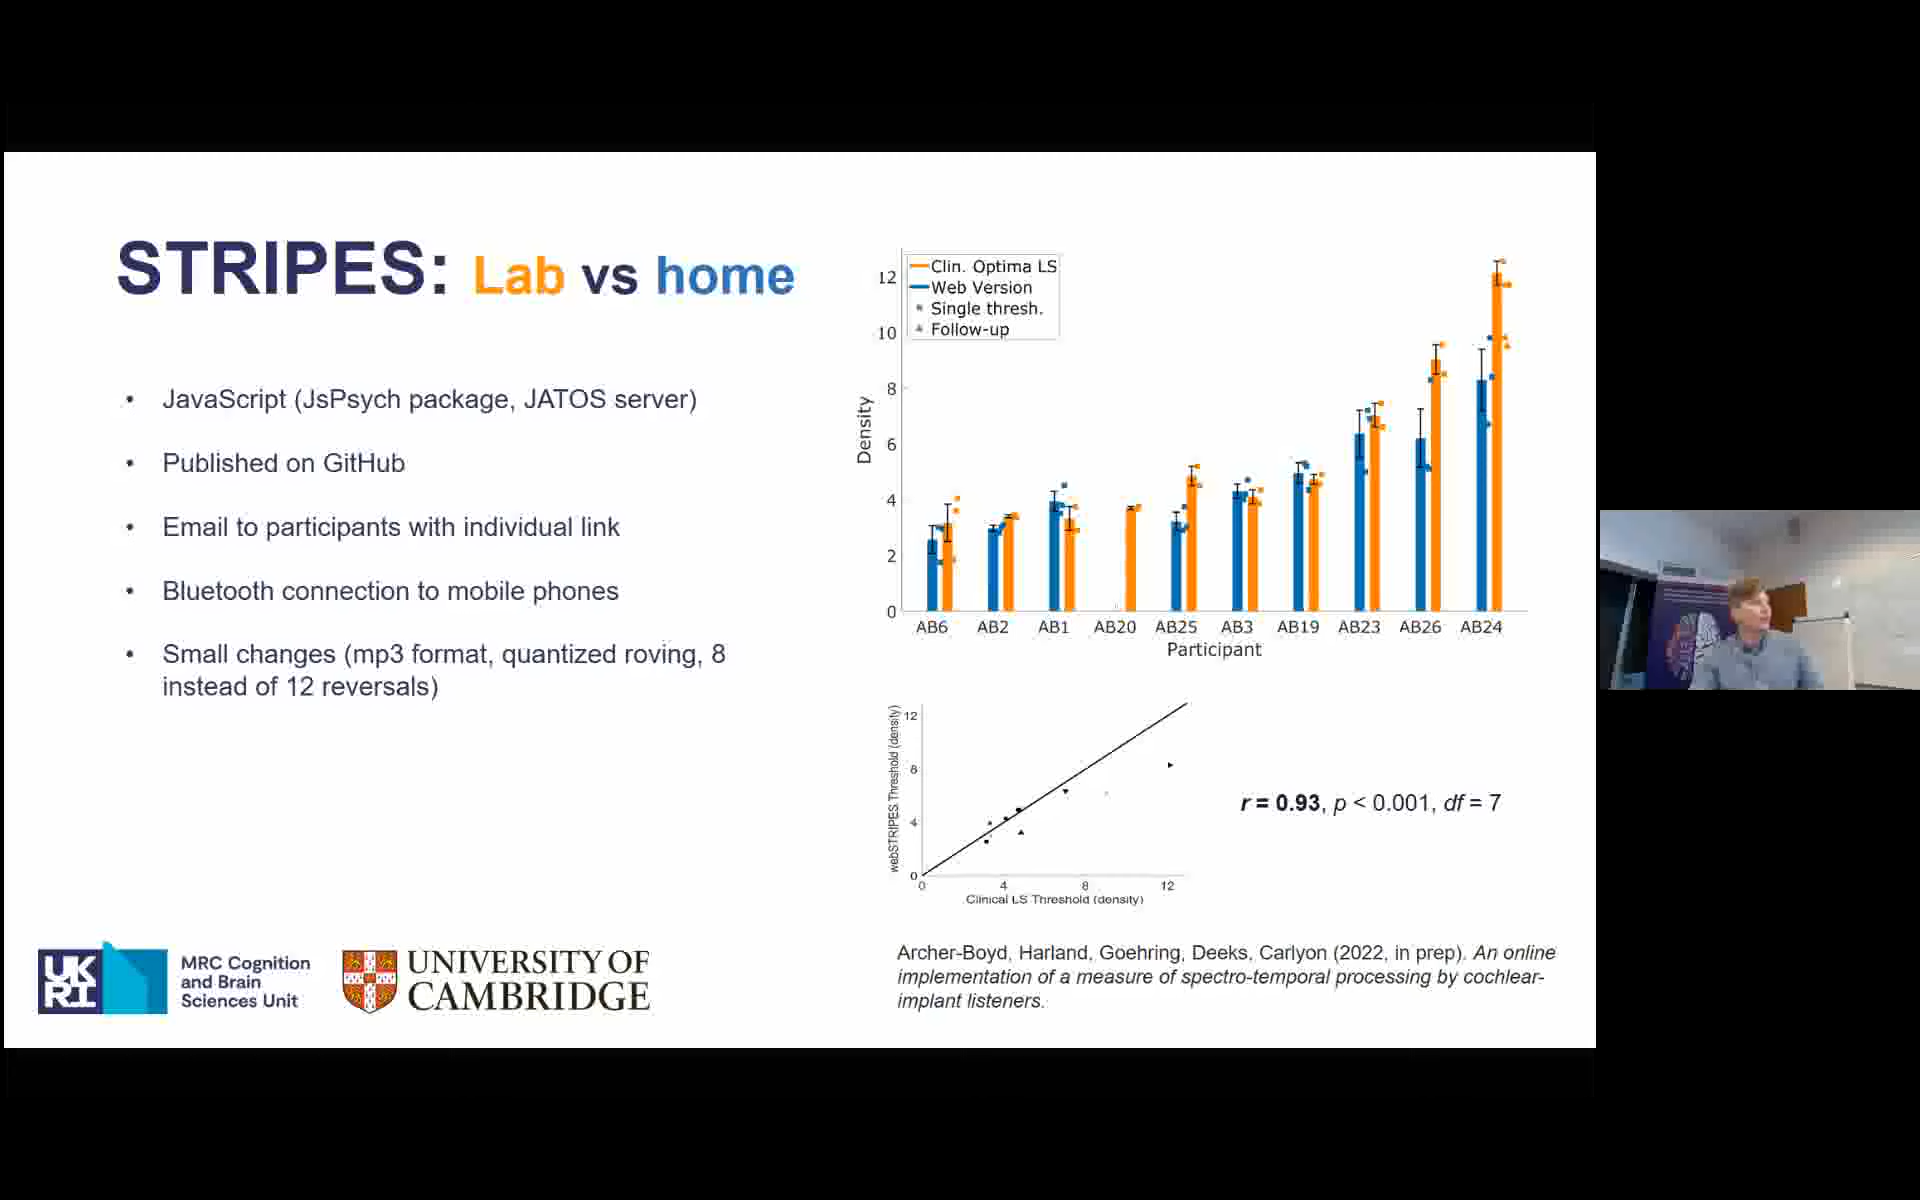 STRIPES: Lab vs home
• JavaScript (JsPsych package, JATOS server)
• Published on GitHub
• Email to participants with individual link
• Bluetooth connection to mobile phones
• Small changes (mp3 format, quantized roving, 8
instead of 12 reversals)
Clin. Optima LS
Web Version
Single thresh.
Follow-up
Density
12
10
8
6
4
2
0
AB6 AB2 AB1 AB20 AB25 AB3 AB19 AB23 AB26 AB24
Participant
webSTRIPES Threshold (density)
12
8
4
0
0 4 8 12
Clinical LS Threshold (density)
r = 0.93, p < 0.001, df = 7
Archer-Boyd, Harland, Goehring, Deeks, Carlyon (2022, in prep). An online
implementation of a measure of spectro-temporal processing by cochlear-
implant listeners.
UK
RI
MRC Cognition
and Brain
Sciences Unit
UNIVERSITY OF
CAMBRIDGE